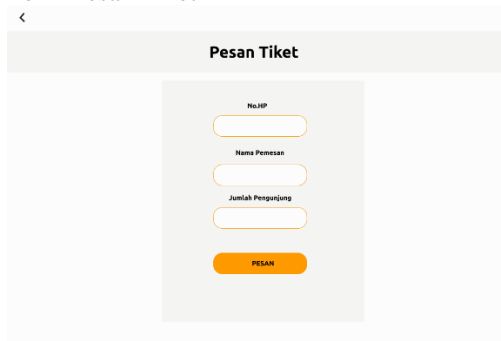 Pesan Tiket
No.HP
Nama Pemesan
Jumlah Pengunjung
PESAN